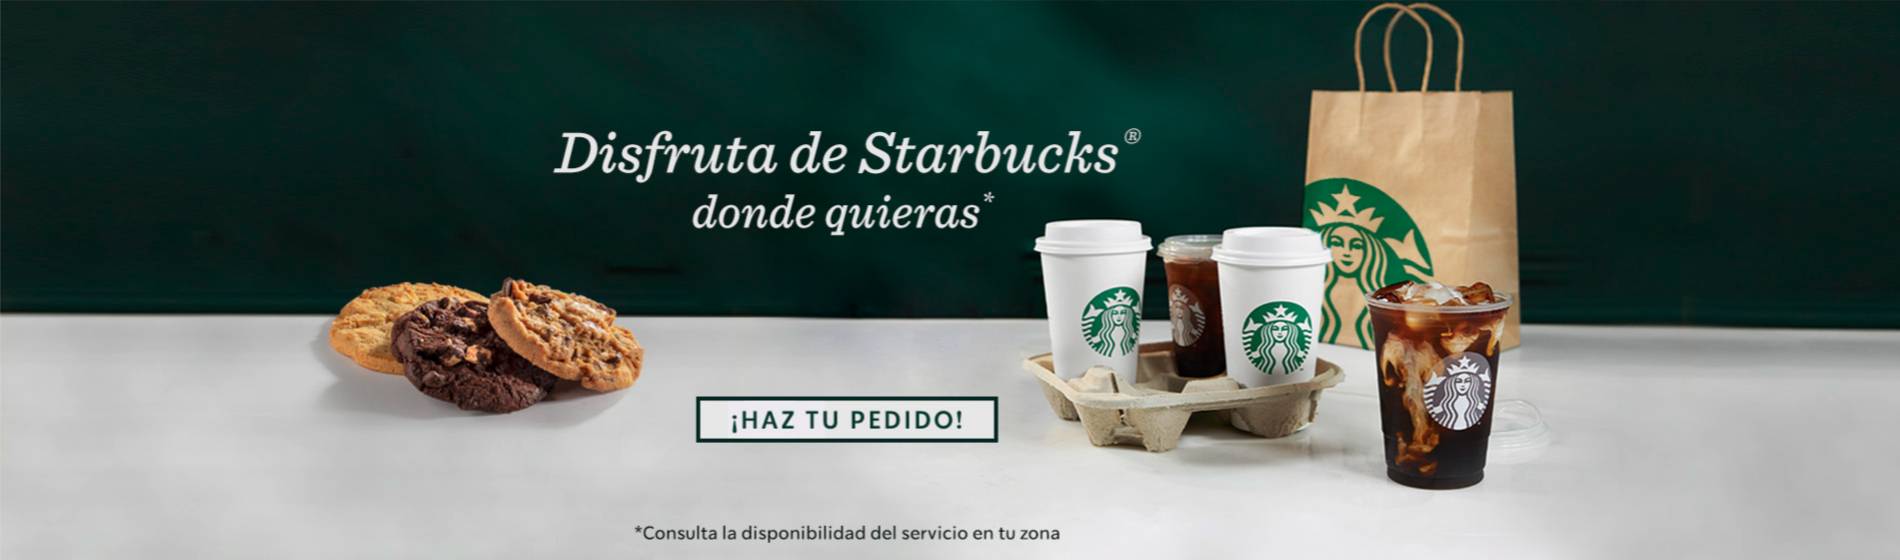 Disfruta de Starbucks®
donde quieras*
¡HAZ TU PEDIDO!
*Consulta la disponibilidad del servicio en tu zona